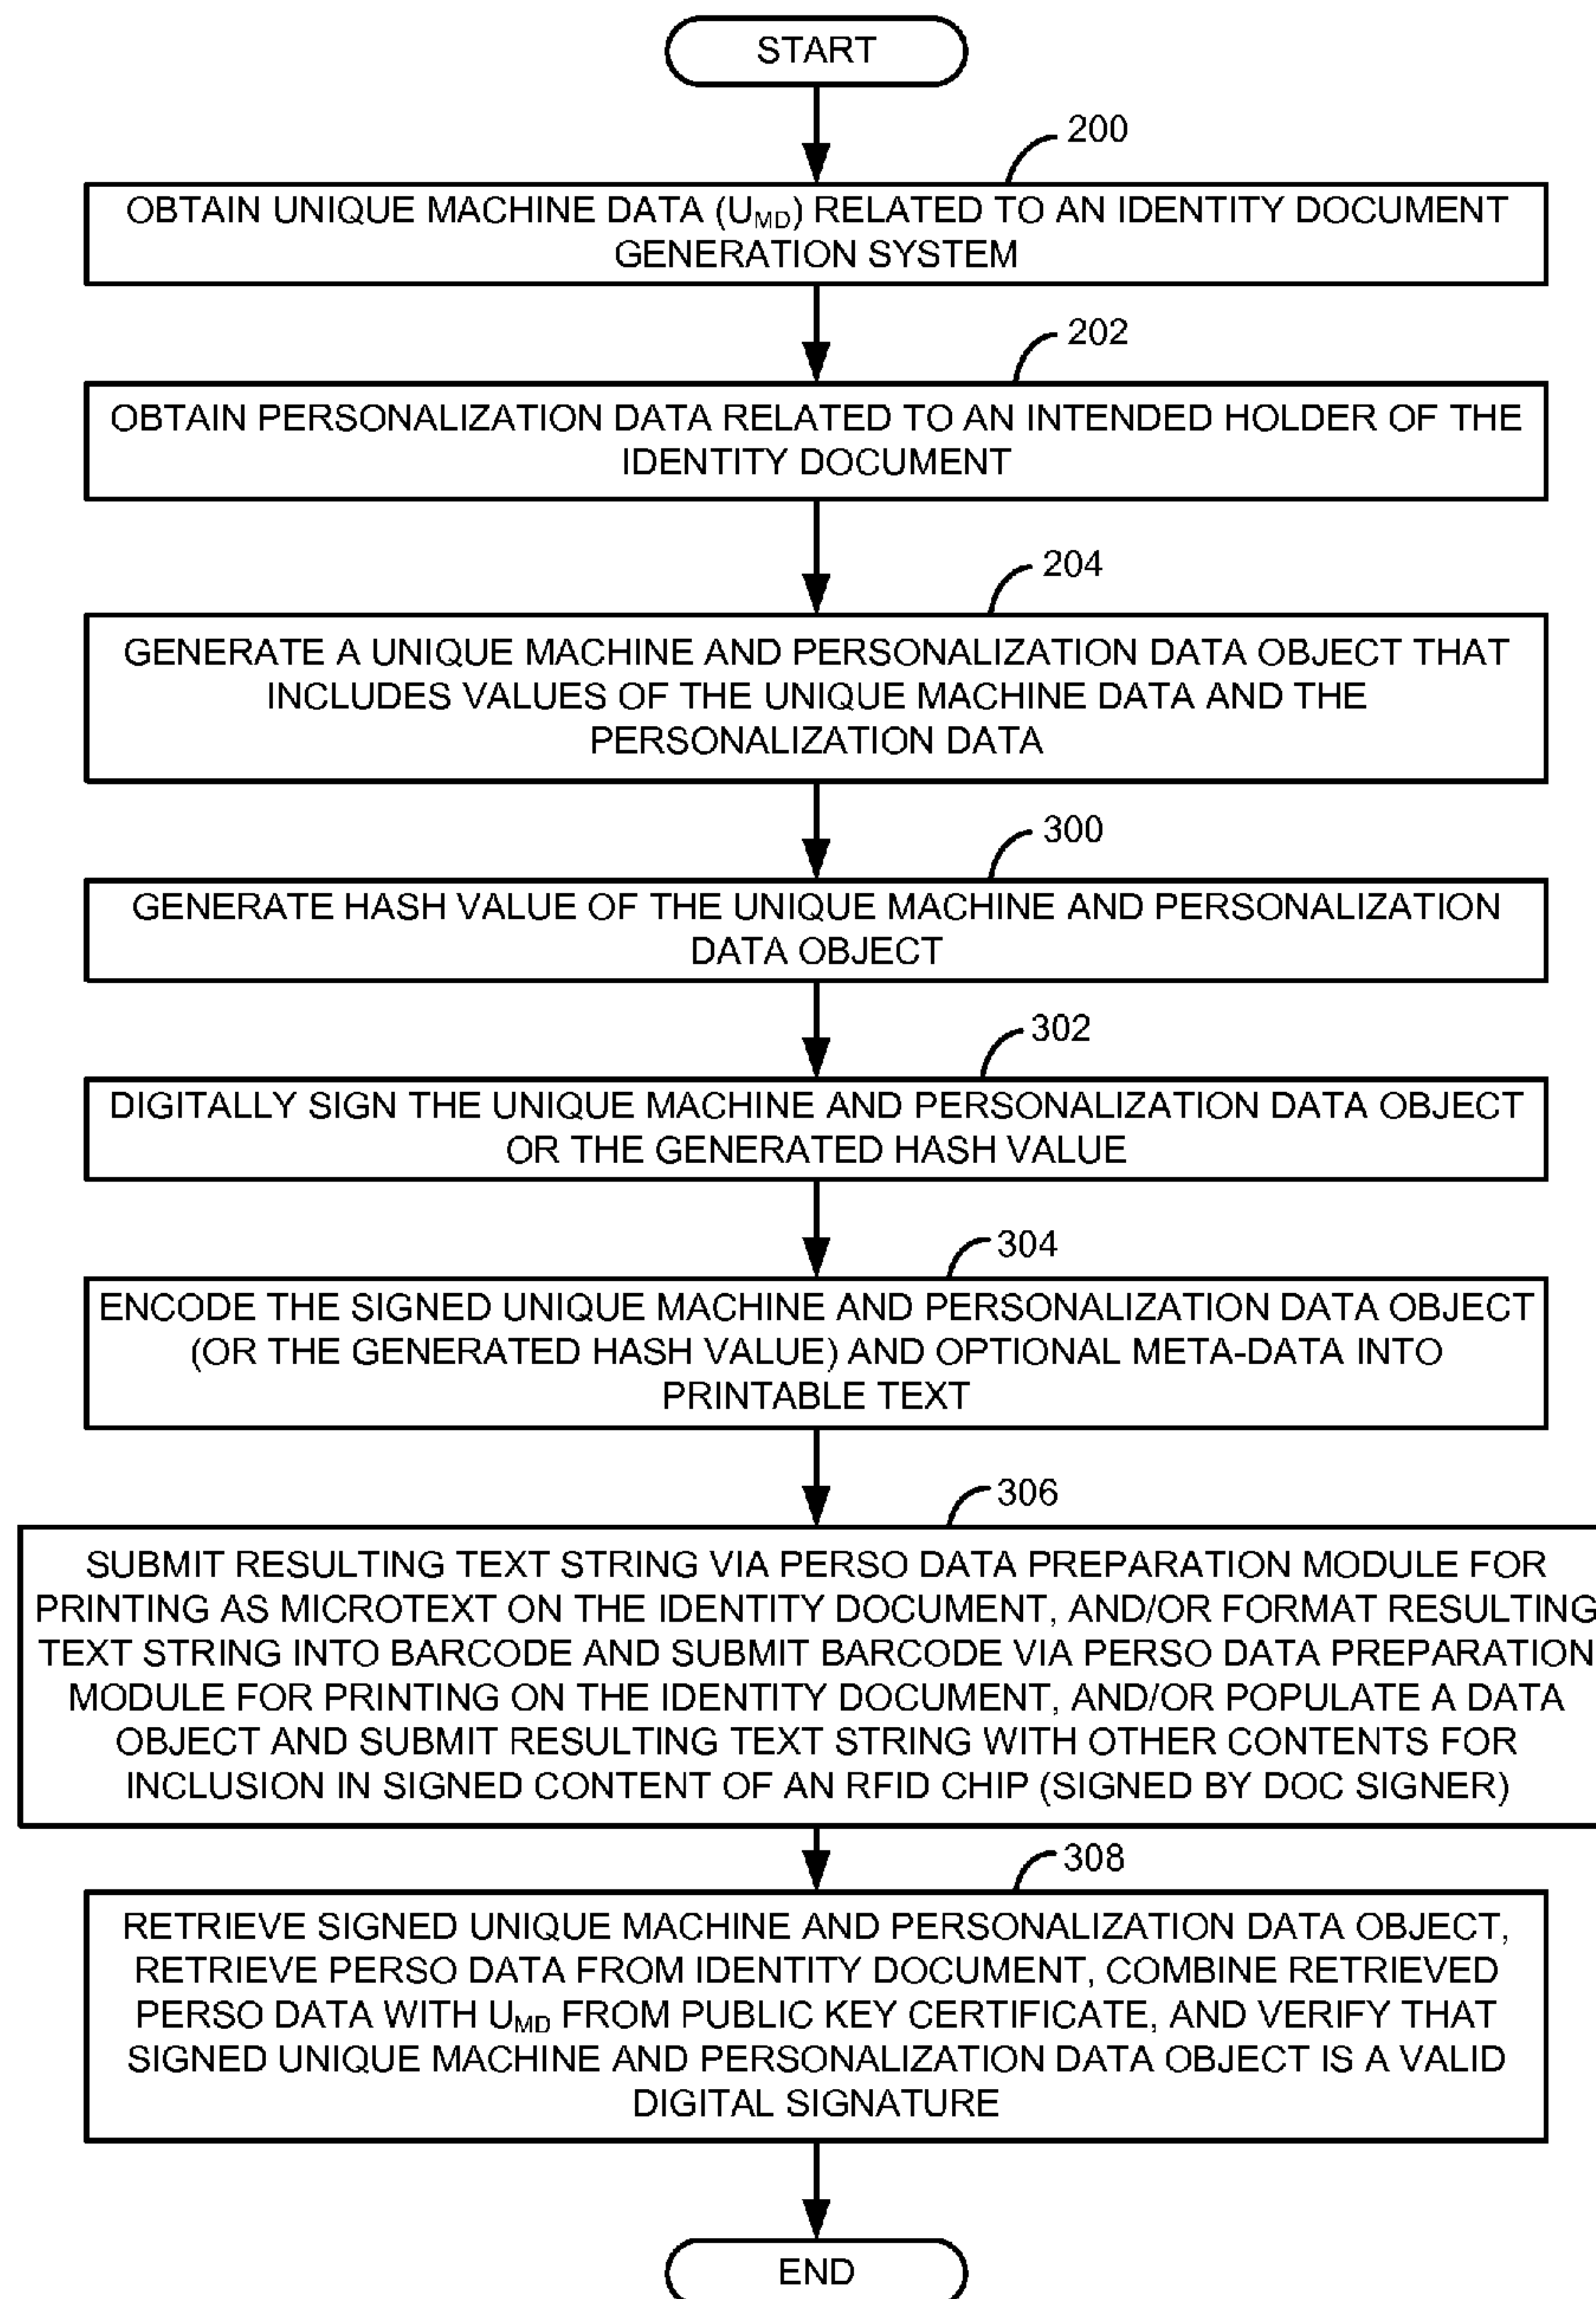 START
200
OBTAIN UNIQUE MACHINE DATA (UMD) RELATED TO AN IDENTITY DOCUMENT
GENERATION SYSTEM
202
OBTAIN PERSONALIZATION DATA RELATED TO AN INTENDED HOLDER OF THE
IDENTITY DOCUMENT
204
GENERATE A UNIQUE MACHINE AND PERSONALIZATION DATA OBJECT THAT
INCLUDES VALUES OF THE UNIQUE MACHINE DATA AND THE
PERSONALIZATION DATA
300
GENERATE HASH VALUE OF THE UNIQUE MACHINE AND PERSONALIZATION
DATA OBJECT
302
DIGITALLY SIGN THE UNIQUE MACHINE AND PERSONALIZATION DATA OBJECT
OR THE GENERATED HASH VALUE
304
ENCODE THE SIGNED UNIQUE MACHINE AND PERSONALIZATION DATA OBJECT
(OR THE GENERATED HASH VALUE) AND OPTIONAL META-DATA INTO
PRINTABLE TEXT
306
SUBMIT RESULTING TEXT STRING VIA PERSO DATA PREPARATION MODULE FOR
PRINTING AS MICROTEXT ON THE IDENTITY DOCUMENT, AND/OR FORMAT RESULTING
TEXT STRING INTO BARCODE AND SUBMIT BARCODE VIA PERSO DATA PREPARATION
MODULE FOR PRINTING ON THE IDENTITY DOCUMENT, AND/OR POPULATE A DATA
OBJECT AND SUBMIT RESULTING TEXT STRING WITH OTHER CONTENTS FOR
INCLUSION IN SIGNED CONTENT OF AN RFID CHIP (SIGNED BY DOC SIGNER)
308
RETRIEVE SIGNED UNIQUE MACHINE AND PERSONALIZATION DATA OBJECT,
RETRIEVE PERSO DATA FROM IDENTITY DOCUMENT, COMBINE RETRIEVED
PERSO DATA WITH UMD FROM PUBLIC KEY CERTIFICATE, AND VERIFY THAT
SIGNED UNIQUE MACHINE AND PERSONALIZATION DATA OBJECT IS A VALID
DIGITAL SIGNATURE
END